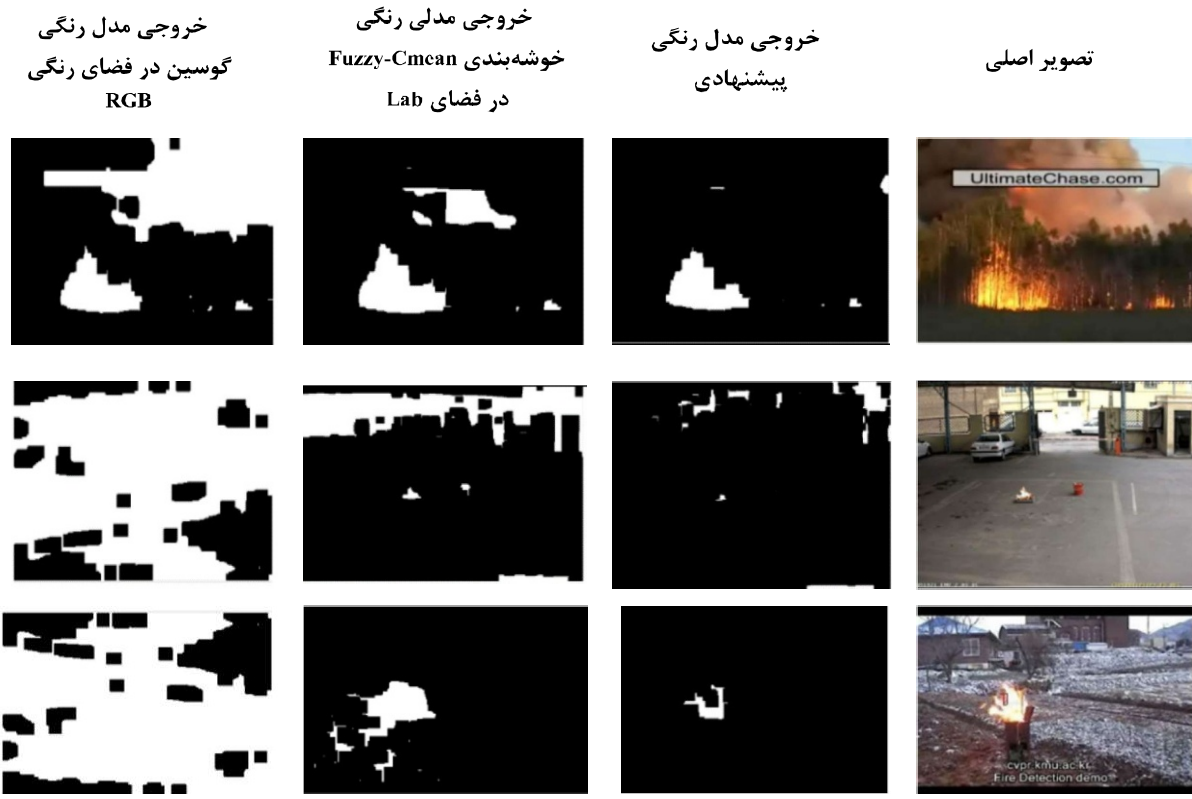 تصویر اصلی
خروجی مدل رنگی
پیشنهادی
خروجی مدلی رنگی
خوشه‌بندی Fuzzy-Cmean
در فضای Lab
خروجی مدل رنگی
گوسین در فضای رنگی
RGB
UltimateChase.com
cvpr.kmu.ac.kr
Fire Detection demo